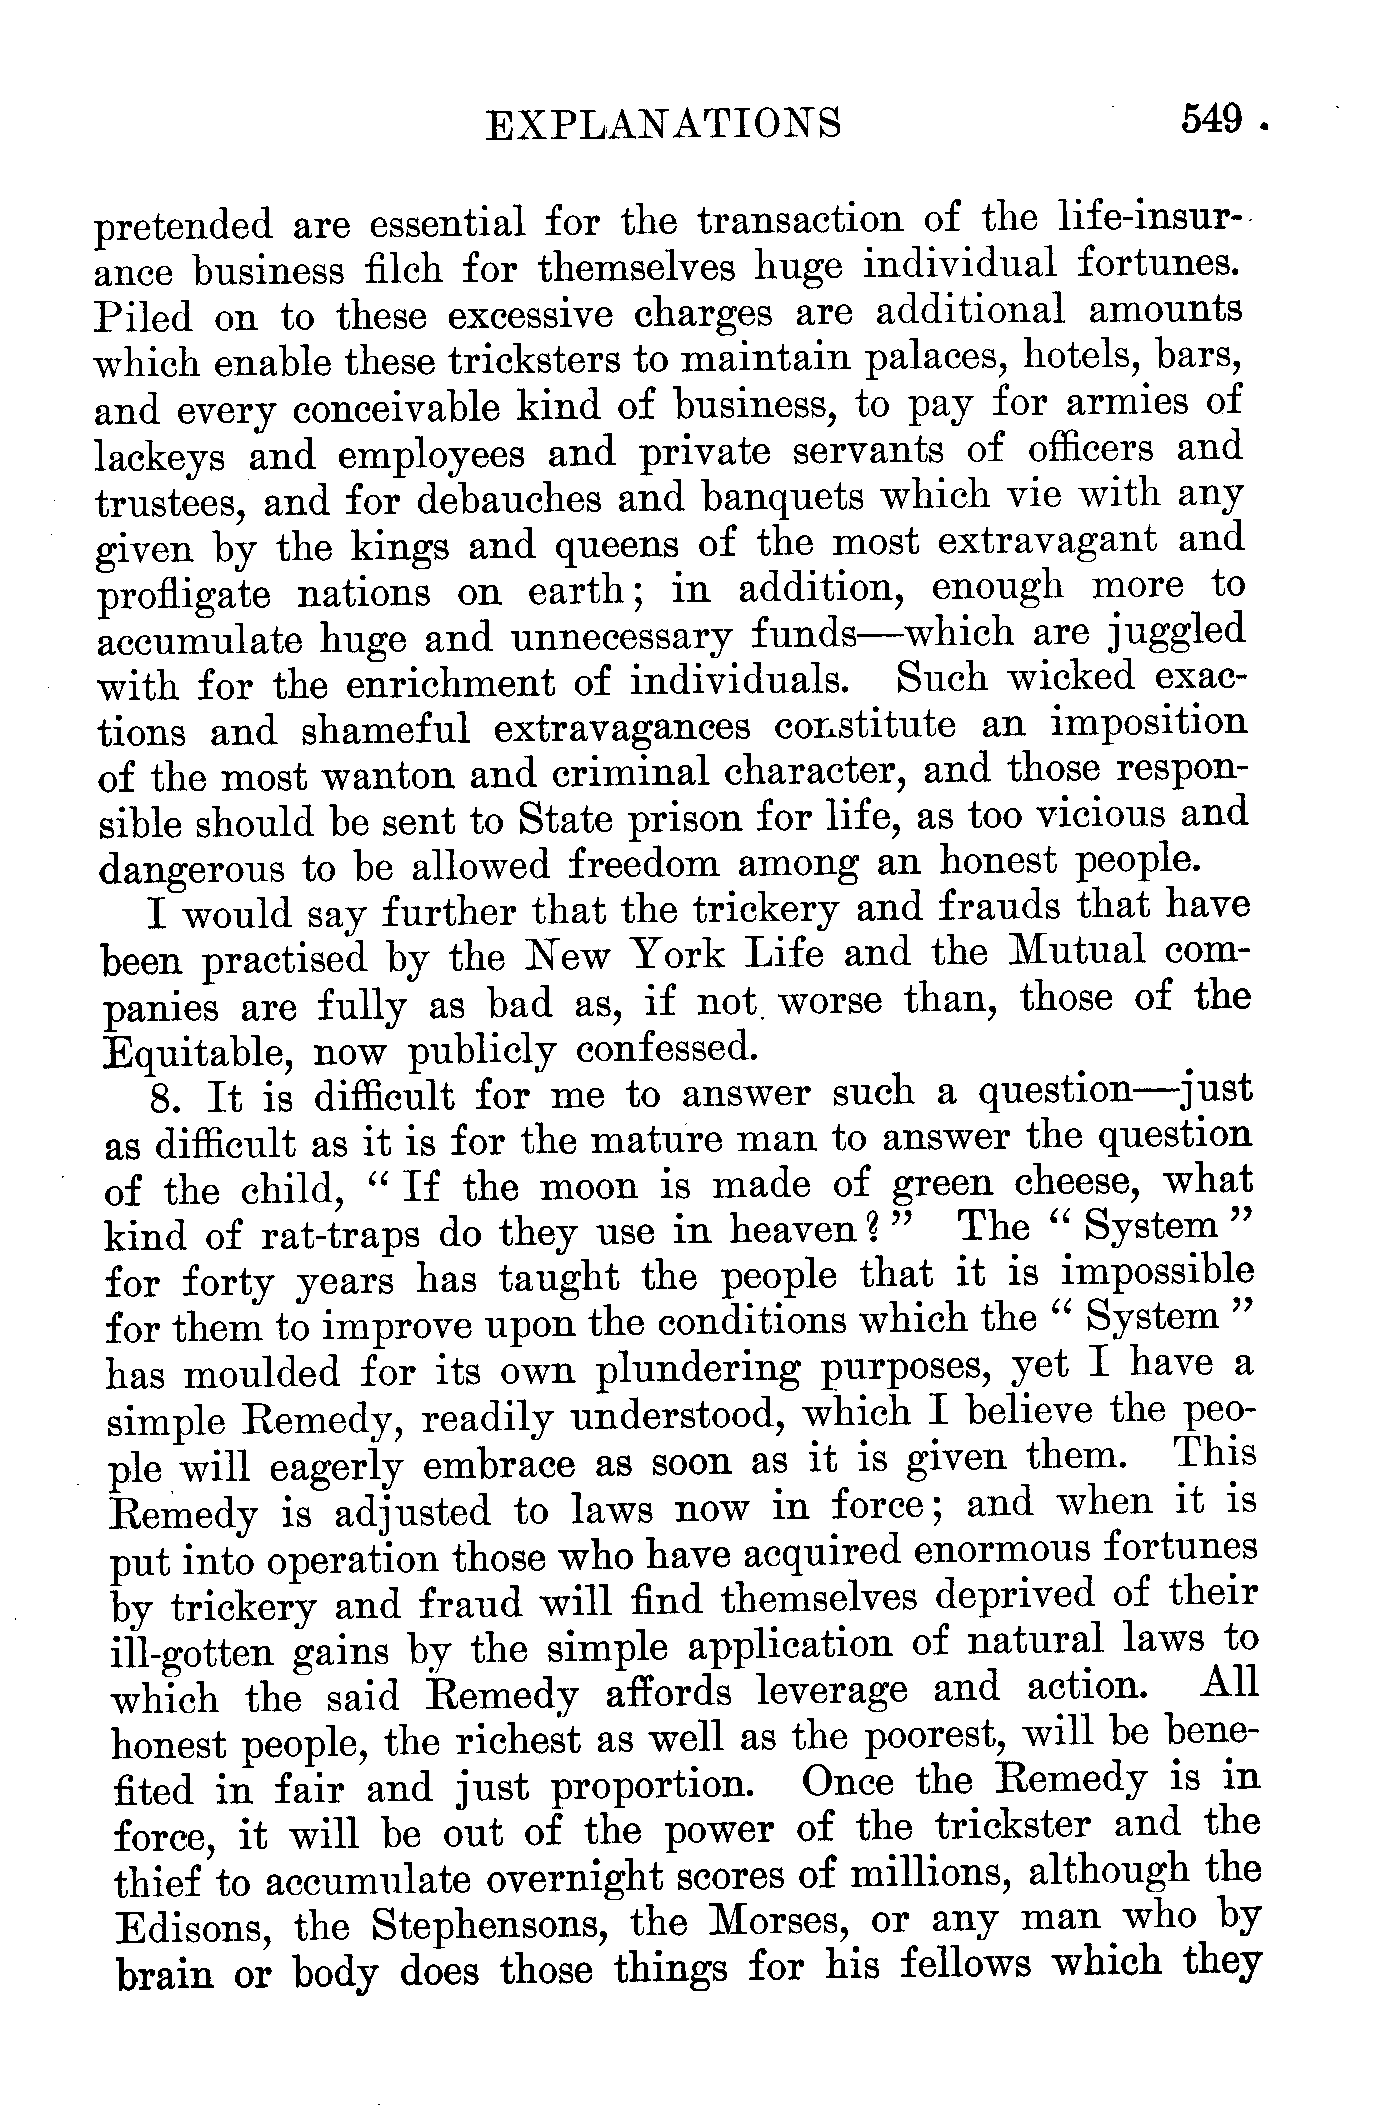 EXPLANATIONS 549
pretended are essential for the transaction of the life-insur-
ance business filch for themselves huge individual fortunes.
Piled on to these excessive charges are additional amounts
which enable these tricksters to maintain palaces, hotels, bars,
and every conceivable kind of business, to pay for armies of
lackeys and employees and private servants of officers and
trustees, and for debauches and banquets which vie with any
given by the kings and queens of the most extravagant and
profligate nations on earth; in addition, enough more to
accumulate huge and unnecessary funds—which are juggled
with for the enrichment of individuals. Such wicked exac-
tions and shameful extravagances constitute an imposition
of the most wanton and criminal character, and those respon-
sible should be sent to State prison for life, as too vicious and
dangerous to be allowed freedom among an honest people.
I would say further that the trickery and frauds that have
been practised by the New York Life and the Mutual com-
panies are fully as bad as, if not worse than, those of the
Equitable, now publicly confessed.
8. It is difficult for me to answer such a question—just
as difficult as it is for the mature man to answer the question
of the child, “ If the moon is made of green cheese, what
kind of rat-traps do they use in heaven? ” The “ System ”
for forty years has taught the people that it is impossible
for them to improve upon the conditions which the “ System ”
has moulded for its own plundering purposes, yet I have a
simple Remedy, readily understood, which I believe the peo-
ple will eagerly embrace as soon as it is given them. This
Remedy is adjusted to laws now in force; and when it is
put into operation those who have acquired enormous fortunes
by trickery and fraud will find themselves deprived of their
ill-gotten gains by the simple application of natural laws to
which the said Remedy affords leverage and action. All
honest people, the richest as well as the poorest, will be bene-
fited in fair and just proportion. Once the Remedy is in
force, it will be out of the power of the trickster and the
thief to accumulate overnight scores of millions, although the
Edisons, the Stephensons, the Morses, or any man who by
brain or body does those things for his fellows which they